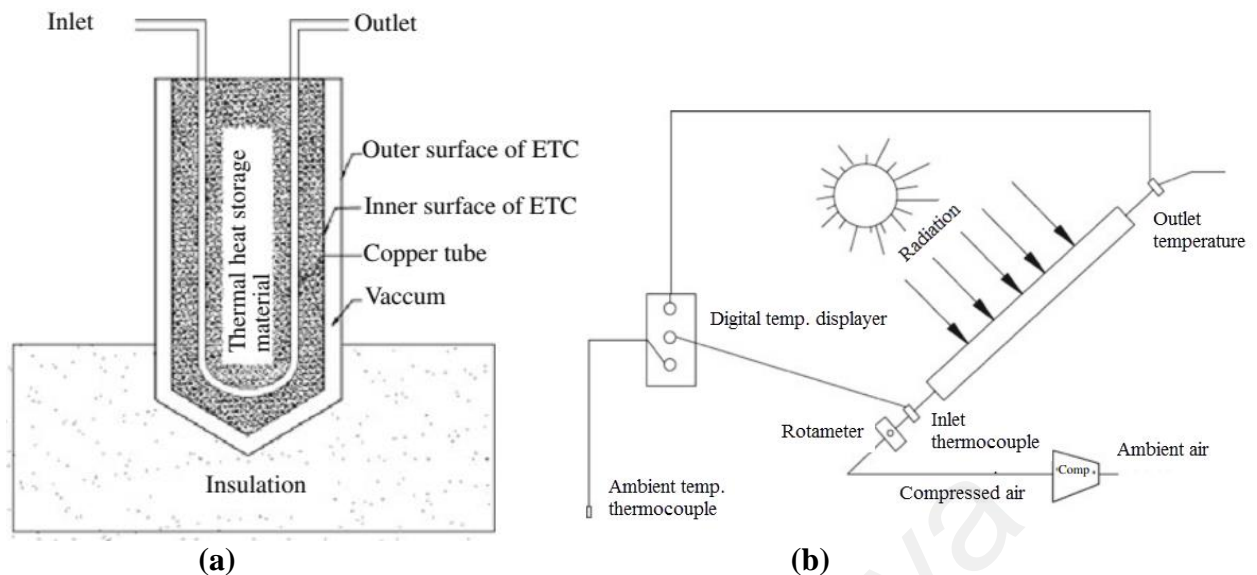 Inlet
Outlet
Outer surface of ETC
Inner surface of ETC
Copper tube
Vaccum
Thermal heat storage
material
Insulation
(a)
Radiation
Outlet
temperature
Digital temp. displayer
Rotameter
Inlet
thermocouple
Comp
Ambient air
Compressed air
Ambient temp.
thermocouple
(b)